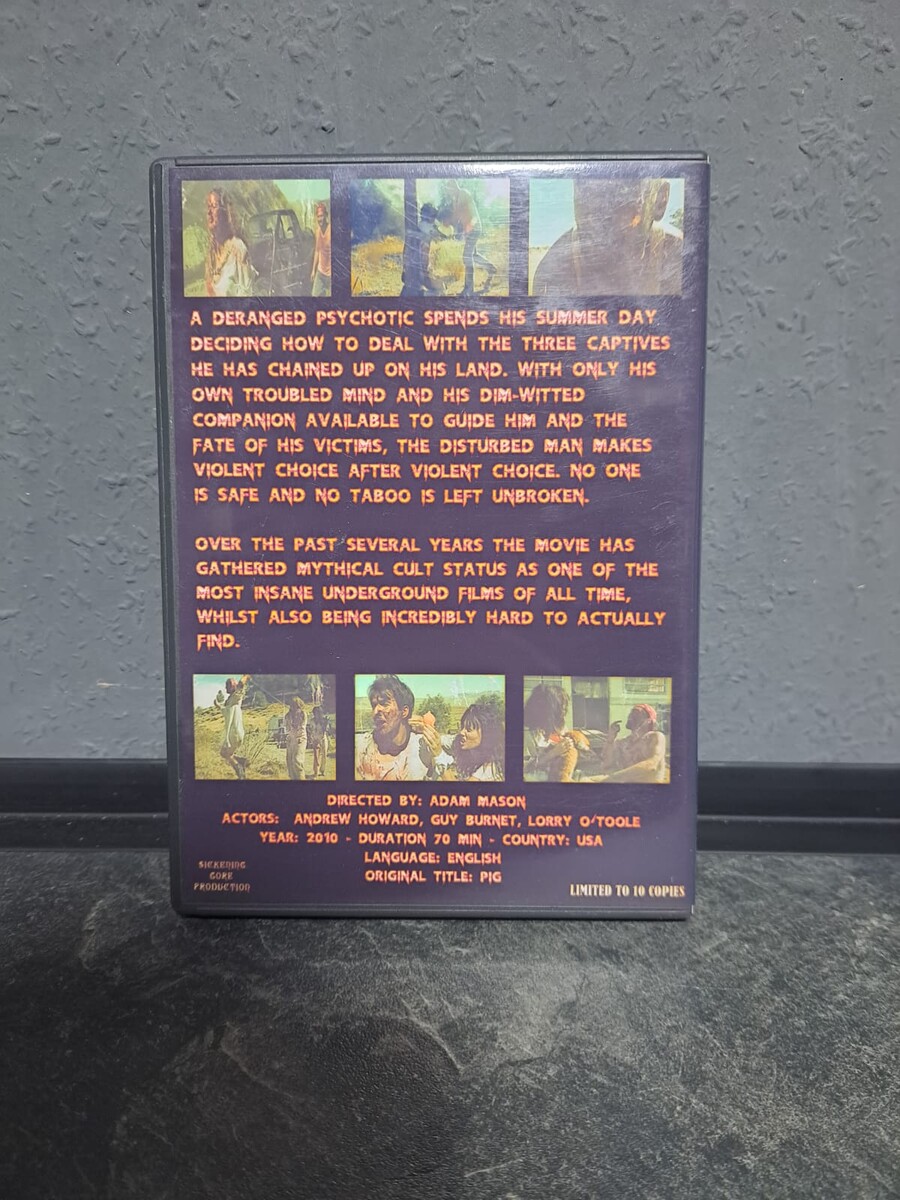 A DERANGED PSYCHOTIC SPENDS HIS SUMMER DAY
DECIDING HOW TO DEAL WITH THE THREE CAPTIVES
HE HAS CHAINED UP ON HIS LAND. WITH ONLY HIS
OWN TROUBLED MIND AND HIS DIM-WITTED
COMPANION AVAILABLE TO GUIDE HIM AND THE
FATE OF HIS VICTIMS, THE DISTURBED MAN MAKES
VIOLENT CHOICE AFTER VIOLENT CHOICE. NO ONE
IS SAFE AND NO TABOO IS LEFT UNBROKEN.
OVER THE PAST SEVERAL YEARS THE MOVIE HAS
GATHERED MYTHICAL CULT STATUS AS ONE OF THE
MOST INSANE UNDERGROUND FILMS OF ALL TIME,
WHILST ALSO BEING INCREDIBLY HARD TO ACTUALLY
FIND.
DIRECTED BY: ADAM MASON
ACTORS: ANDREW HOWARD, GUY BURNET, LORRY O'TOOLE
YEAR: 2010 - DURATION 70 MIN - COUNTRY: USA
LANGUAGE: ENGLISH
ORIGINAL TITLE: PIG
SICKENING
GORE
PRODUCTION
LIMITED TO 10 COPIES